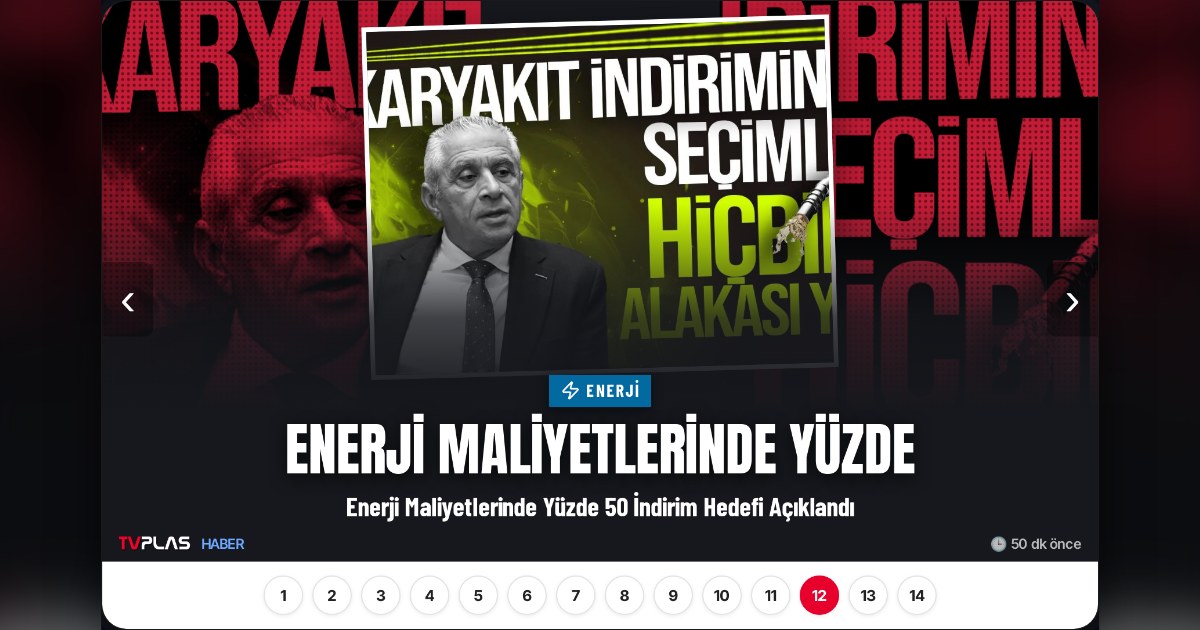 KARYAKIT İNDİRİMİN
SEÇİML
HİÇBİ
ALAKASI Y
ENERJİ
ENERJİ MALİYETLERİNDE YÜZDE
Enerji Maliyetlerinde Yüzde 50 İndirim Hedefi Açıklandı
TVPLAS HABER
50 dk önce
1 2 3 4 5 6 7 8 9 10 11 12 13 14